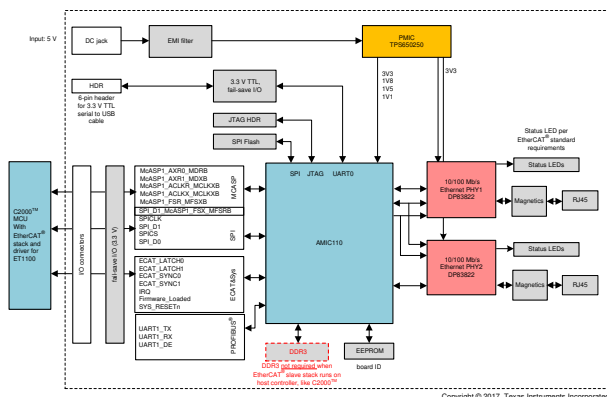 Input: 5 V
DC jack
EMI filter
PMIC
TPS650250
3V3
1V8
1V5
1V1
3V3
HDR
6-pin header
for 3.3 V TTL
serial to USB
cable
3.3 V TTL,
fail-save I/O
JTAG HDR
SPI Flash
Status LED per
EtherCAT® standard
requirements
SPI JTAG UART0
AMIC110
10/100 Mb/s
Ethernet PHY1
DP83822
Status LEDs
Magnetics
RJ45
10/100 Mb/s
Ethernet PHY2
DP83822
Status LEDs
Magnetics
RJ45
C2000™
MCU
With
EtherCAT®
stack and
driver for
ET1100
I/O connectors
fail-save I/O (3.3 V)
McASP1_AXR0_MDRB
McASP1_AXR1_MDXB
McASP1_ACLKR_MCLKXB
McASP1_ACLKX_MCLKXB
McASP1_FSR_MFSXB
MCASP
SPI_D1_McASP1_FSX_MFSRB
SPICLK
SPI_D1
SPICS
SPI_D0
SPI
ECAT_LATCH0
ECAT_LATCH1
ECAT_SYNC0
ECAT_SYNC1
IRQ
Firmware_Loaded
SYS_RESETn
ECAT&Sys
UART1_TX
UART1_RX
UART1_DE
PROFIBUS®
DDR3
DDR3 not required when
EtherCAT® slave stack runs on
host controller, like C2000™
EEPROM
board ID
Copyright © 2017, Texas Instruments Incorporated